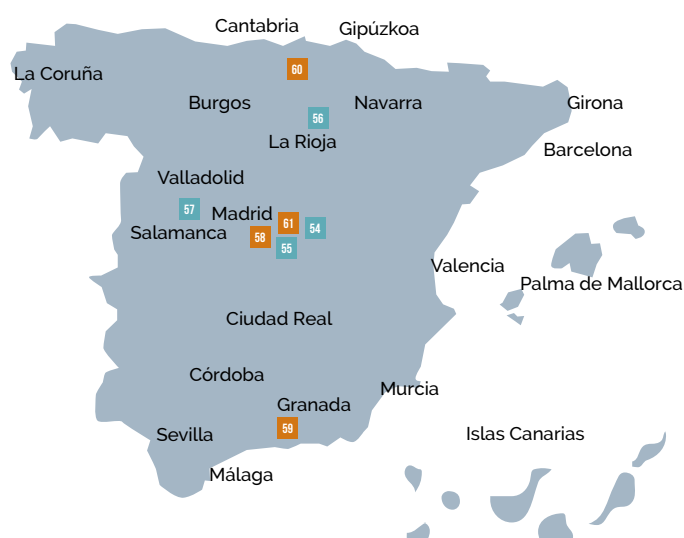 Cantabria
Gipúzkoa
La Coruña
60
Burgos
Navarra
Girona
56
La Rioja
Barcelona
Valladolid
57
Madrid
61
54
Salamanca
58
55
Valencia
Palma de Mallorca
Ciudad Real
Córdoba
Murcia
Granada
59
Sevilla
Islas Canarias
Málaga